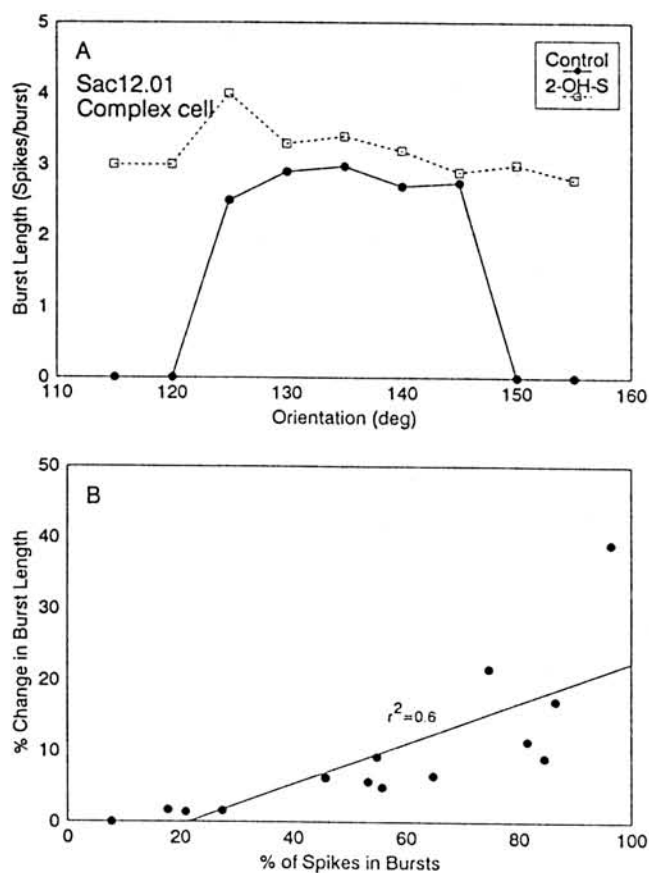 5
4
3
2
1
0
A
Sac12.01
Complex cell
Control
2-OH-S
Burst Length (Spikes/burst)
110 120 130 140 150 160
Orientation (deg)
50
40
30
20
10
0
B
r²=0.6
% Change in Burst Length
0 20 40 60 80 100
% of Spikes in Bursts